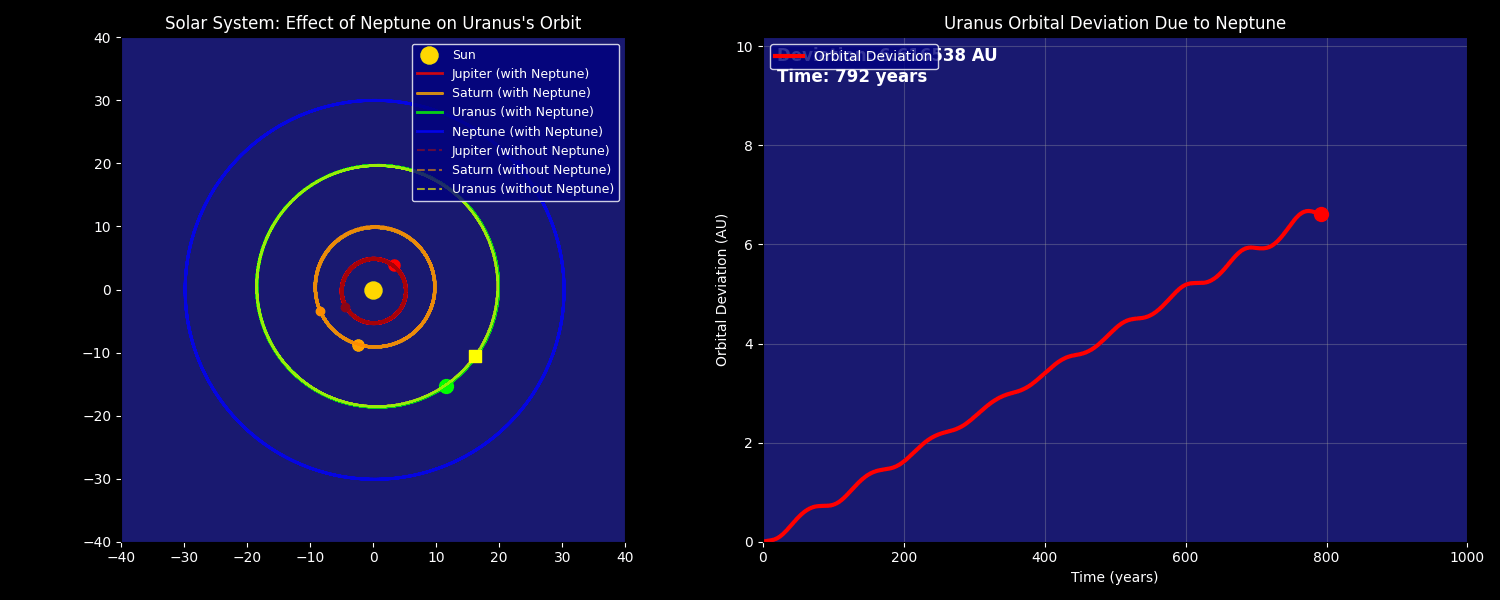 Solar System: Effect of Neptune on Uranus's Orbit
40
30
20
10
0
−10
−20
−30
−40
−40
−30
−20
−10
0
10
20
30
40
Sun
Jupiter (with Neptune)
Saturn (with Neptune)
Uranus (with Neptune)
Neptune (with Neptune)
Jupiter (without Neptune)
Saturn (without Neptune)
Uranus (without Neptune)
Uranus Orbital Deviation Due to Neptune
Orbital Deviation (AU)
10
8
6
4
2
0
0
200
400
600
800
1000
Time (years)
Orbital Deviation
AU
Time: 792 years